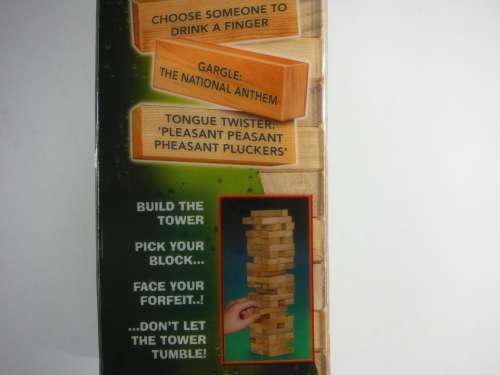 CHOOSE SOMEONE TO
DRINK A FINGER
GARGLE:
THE NATIONAL ANTHEM
TONGUE TWISTER:
'PLEASANT PEASANT
PHEASANT PLUCKERS'
BUILD THE
TOWER
PICK YOUR
BLOCK...
FACE YOUR
FORFEIT..!
...DON'T LET
THE TOWER
TUMBLE!